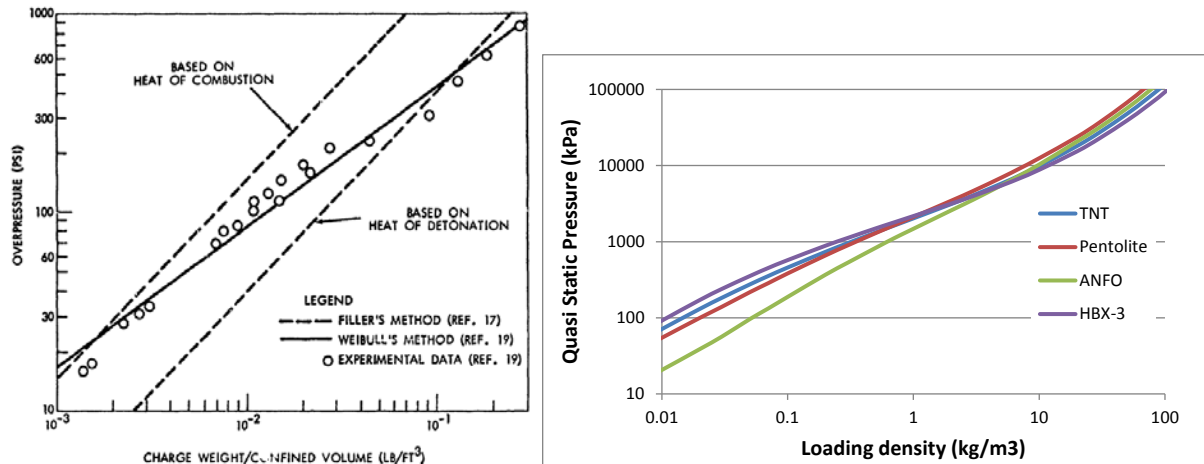 1000
600
300
100
60
30
10
OVERPRESSURE (PSI)
BASED ON
HEAT OF COMBUSTION
BASED ON
HEAT OF DETONATION
LEGEND
FILLER'S METHOD (REF. 17)
WEIBULL'S METHOD (REF. 19)
EXPERIMENTAL DATA (REF. 19)
10-3
10-2
10-1
CHARGE WEIGHT/ VOLUME (LB/FT3)
100000
10000
1000
100
10
Quasi Static Pressure (kPa)
TNT
Pentolite
ANFO
HBX-3
0.01
0.1
1
10
100
Loading density (kg/m3)